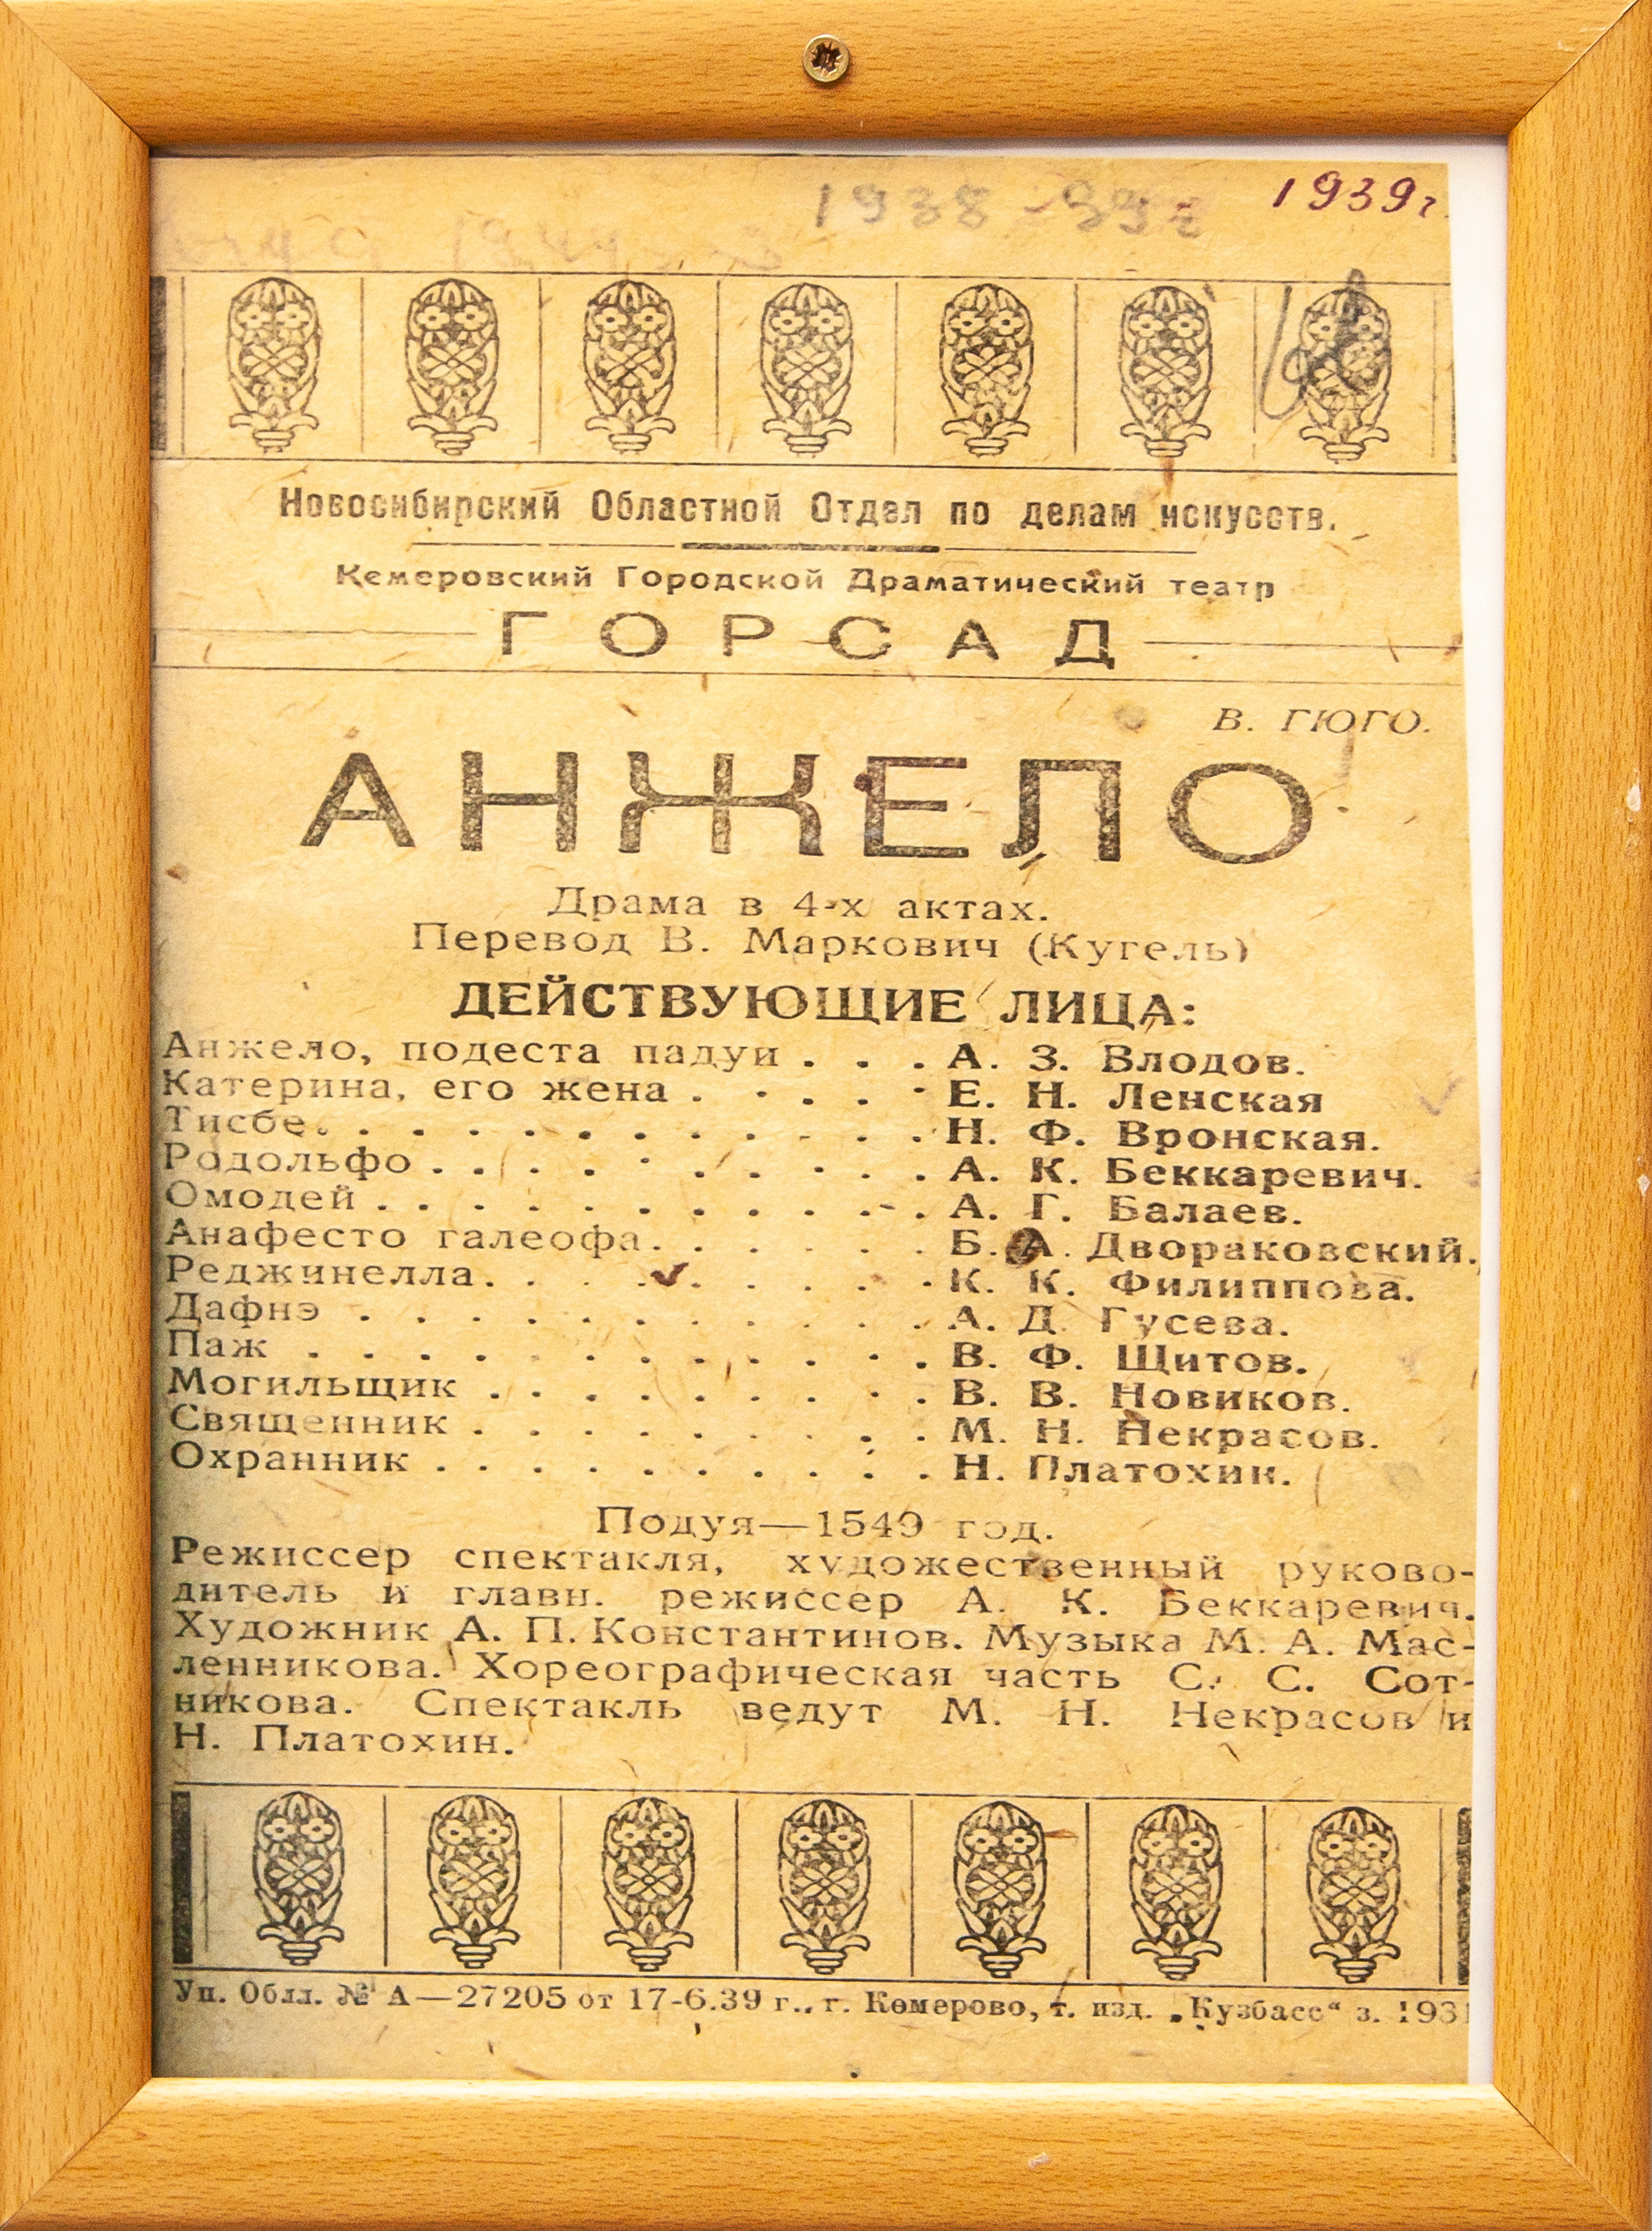 1938-39г 1939г.
Новосибирский Областной Отдел по делам искусств.
Кемеровский Городской Драматический театр
ГОРСАД
В. ГЮГО.
АНЖЕЛО
Драма в 4-х актах.
Перевод В. Маркович (Кугель)
ДЕЙСТВУЮЩИЕ ЛИЦА:
Анжело, подеста падуи . . . А. З. Влодов.
Катерина, его жена . . . . . Е. Н. Ленская
Тисбе. . . . . . . . . . . . Н. Ф. Вронская.
Родольфо . . . . . . . . . . А. К. Беккаревич.
Омодей . . . . . . . . . . . А. Г. Балаев.
Анафесто галеофа. . . . . . Б. А. Двораковский.
Реджинелла. . . . . . . . . К. К. Филиппова.
Дафнэ . . . . . . . . . . . А. Д. Гусева.
Паж . . . . . . . . . . . . В. Ф. Щитов.
Могильщик . . . . . . . . . В. В. Новиков.
Священник . . . . . . . . . М. Н. Некрасов.
Охранник . . . . . . . . . . Н. Платохин.
Подуя—1549 год.
Режиссер спектакля, художественный руково-
дитель и главн. режиссер А. К. Беккаревич.
Художник А. П. Константинов. Музыка М. А. Мас-
ленникова. Хореографическая часть С. С. Сот-
никова. Спектакль ведут М. Н. Некрасов и
Н. Платохин.
Уп. Обл. № А—27205 от 17-6.39 г., г. Кемерово, т. изд. „Кузбасс“ з.